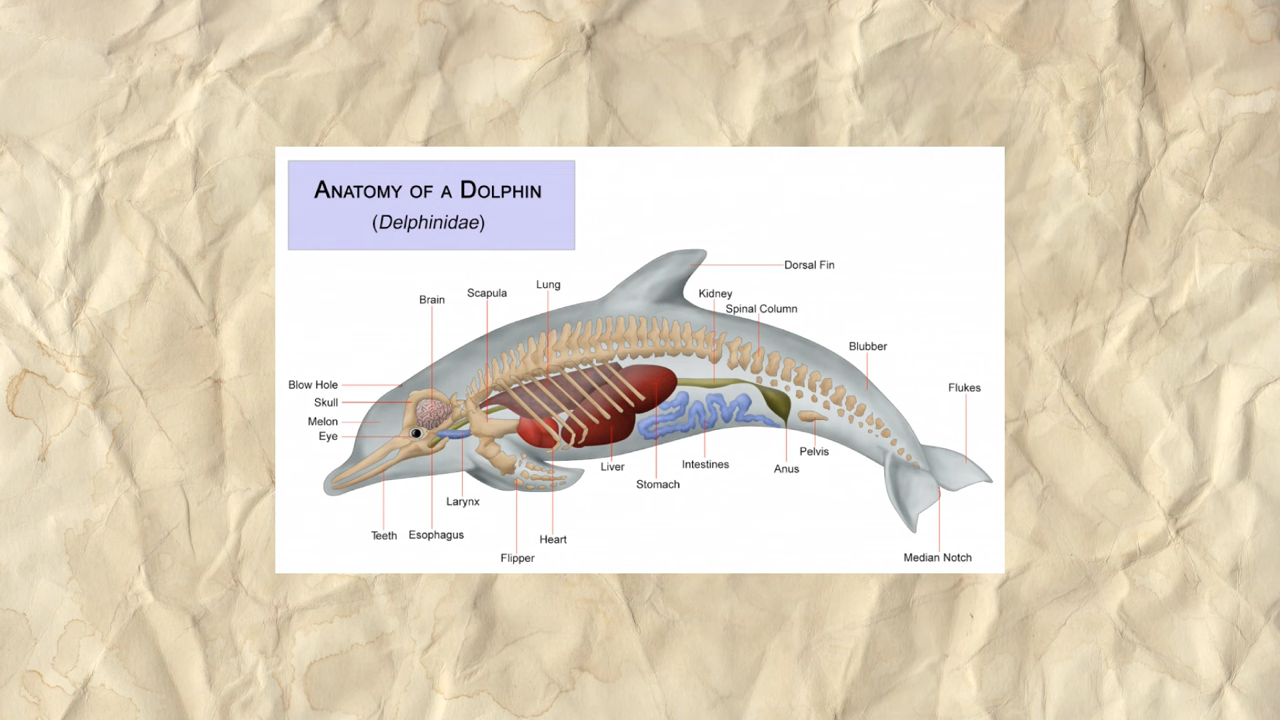 ANATOMY OF A DOLPHIN
(Delphinidae)
Dorsal Fin
Lung
Kidney
Scapula
Brain
Spinal Column
Blubber
Blow Hole
Flukes
Skull
Melon
Eye
Pelvis
Intestines
Liver
Anus
Stomach
Larynx
Teeth
Esophagus
Heart
Flipper
Median Notch